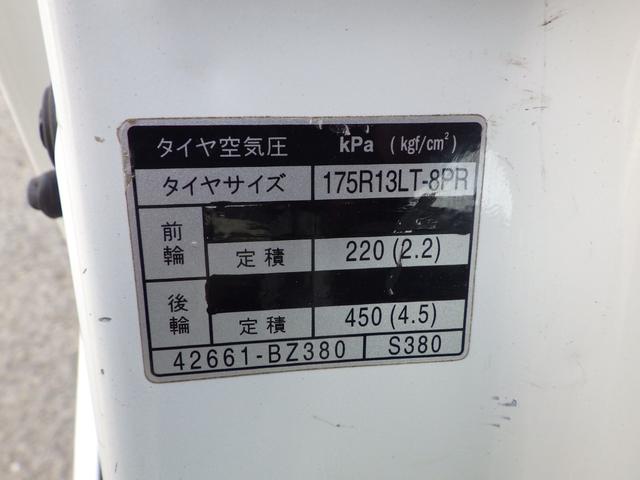 タイヤ空気圧 kPa (kgf/cm²)
タイヤサイズ 175R13LT-8PR
前輪 定積 220 (2.2)
後輪 定積 450 (4.5)
42661-BZ380 S380